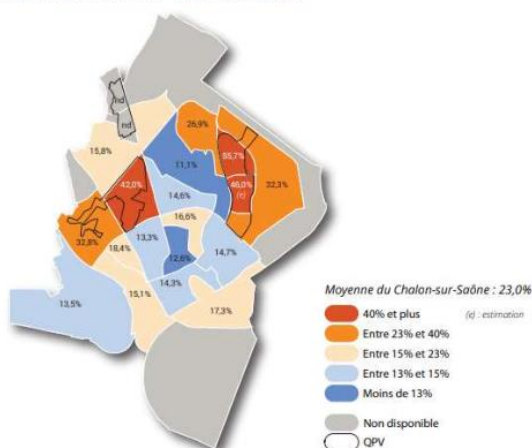 nd
nd
26,9%
15,8%
55,7%
11,1%
42,0%
46,0%
(e)
32,3%
14,6%
16,6%
32,8%
18,4%
13,3%
14,7%
12,6%
14,3%
13,5%
15,1%
17,3%
Moyenne du Chalon-sur-Saône : 23,0%
40% et plus (e) : estimation
Entre 23% et 40%
Entre 15% et 23%
Entre 13% et 15%
Moins de 13%
Non disponible
QPV